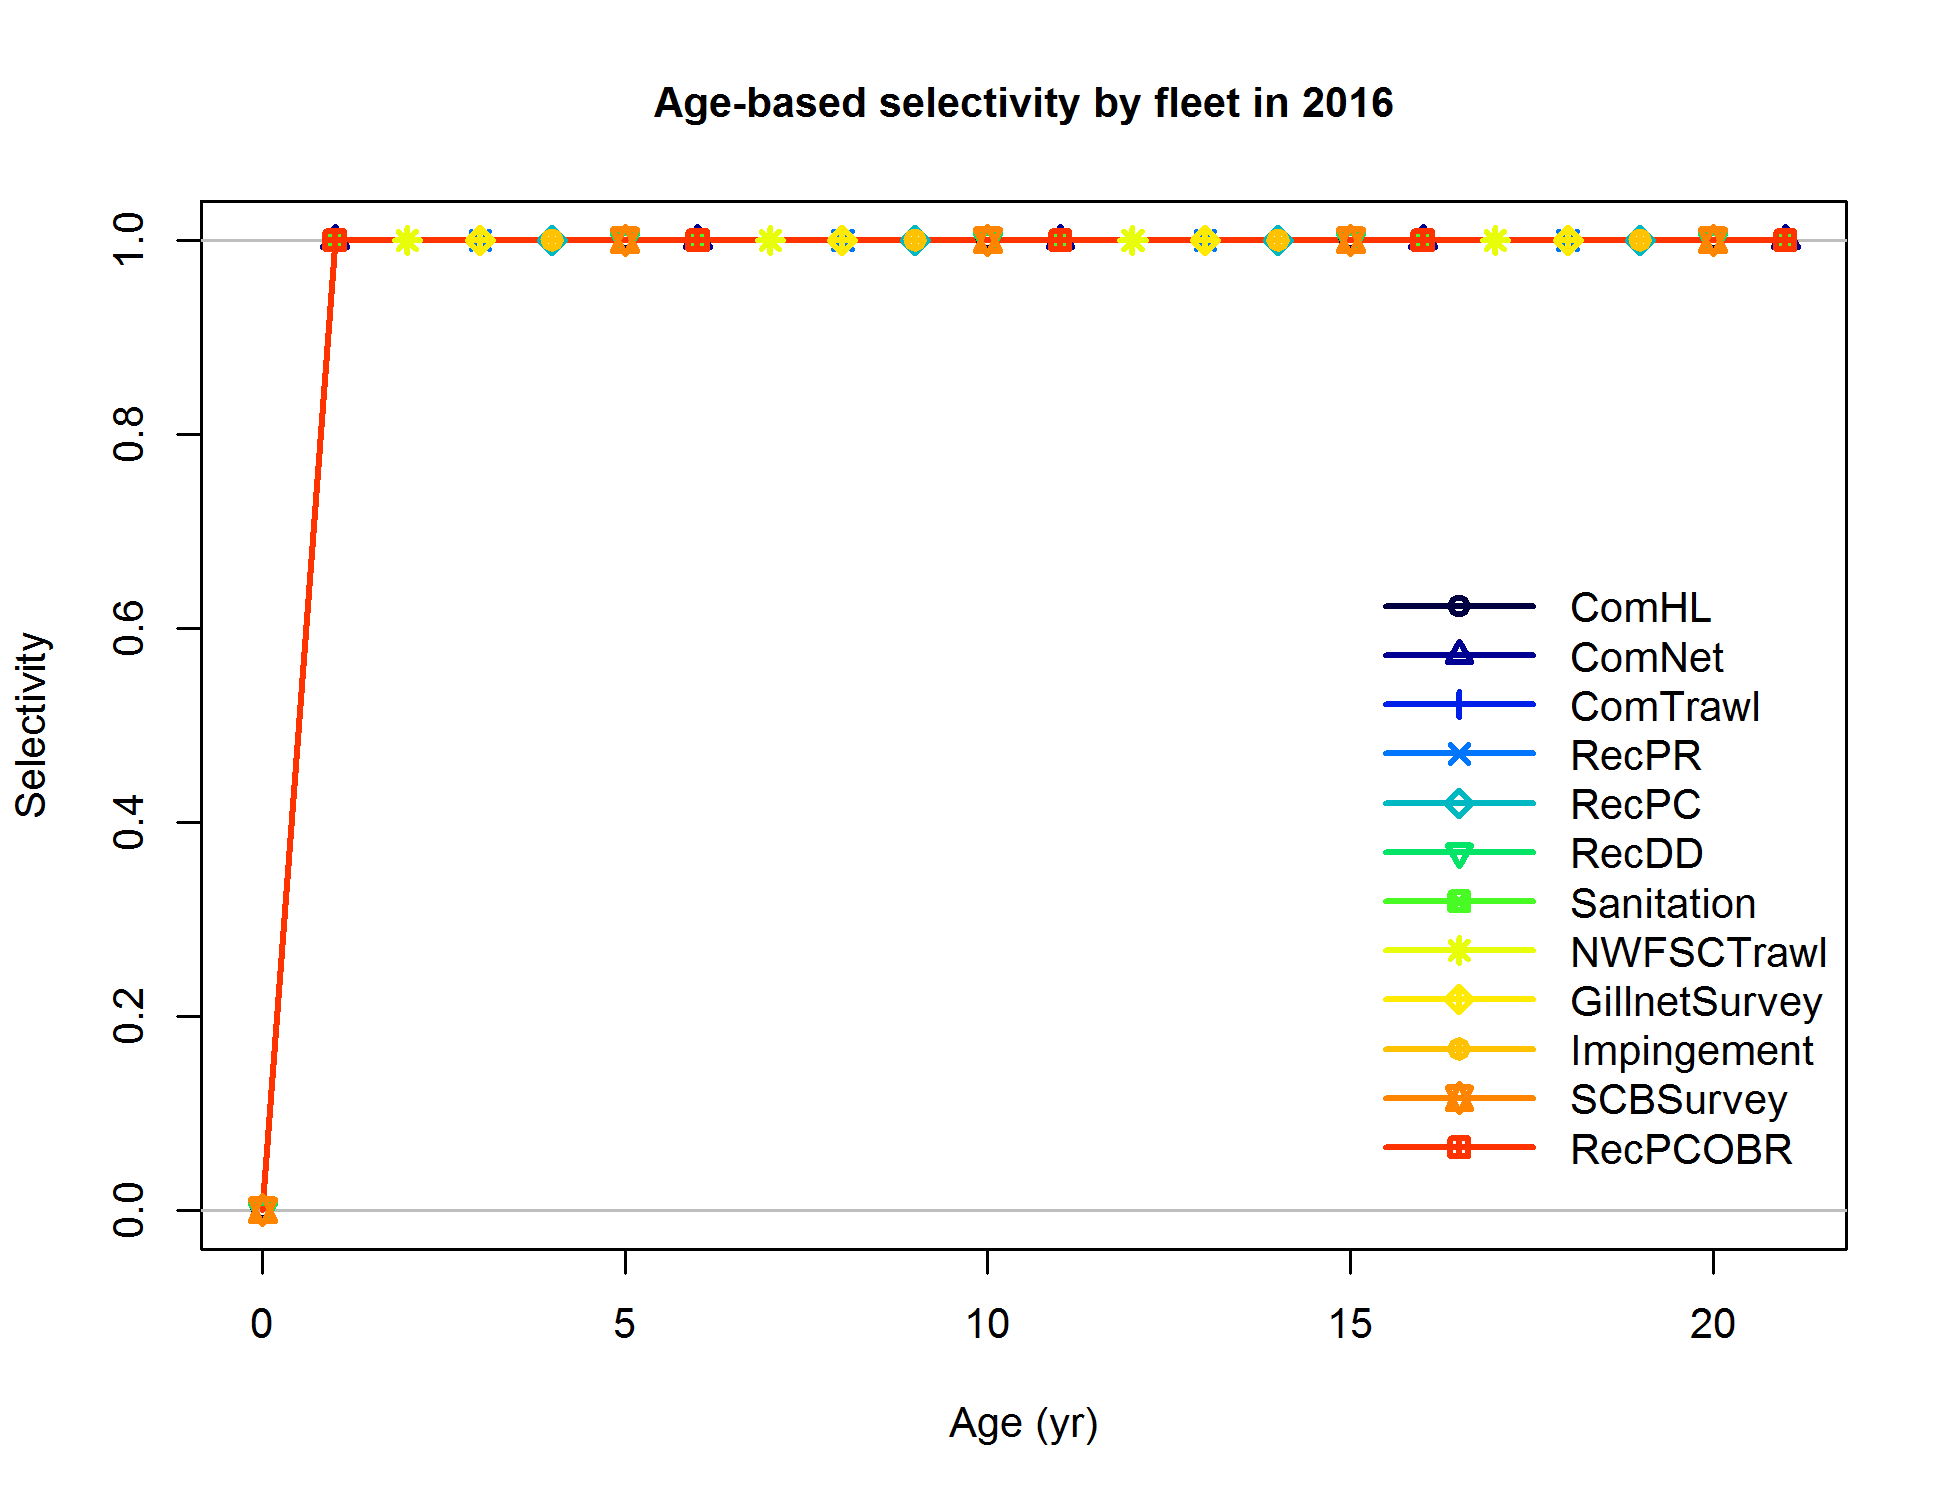 Age-based selectivity by fleet in 2016
1.0
0.8
0.6
0.4
0.2
0.0
Selectivity
ComHL
ComNet
ComTrawl
RecPR
RecPC
RecDD
Sanitation
NWFSCTrawl
GillnetSurvey
Impingement
SCBSurvey
RecPCOBR
0 5 10 15 20
Age (yr)